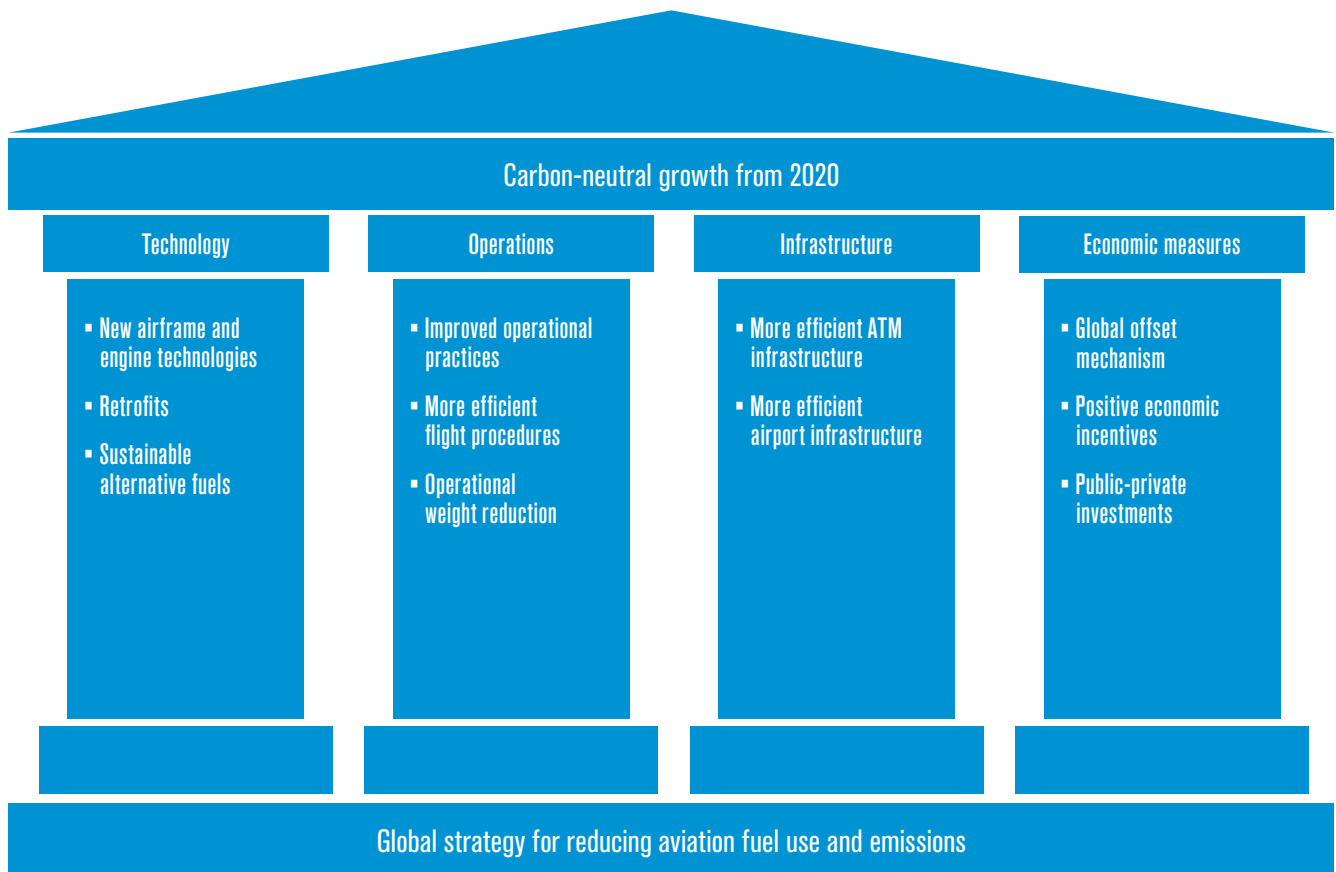 Carbon-neutral growth from 2020
Technology
▪ New airframe and
engine technologies
▪ Retrofits
▪ Sustainable
alternative fuels
Operations
▪ Improved operational
practices
▪ More efficient
flight procedures
▪ Operational
weight reduction
Infrastructure
▪ More efficient ATM
infrastructure
▪ More efficient
airport infrastructure
Economic measures
▪ Global offset
mechanism
▪ Positive economic
incentives
▪ Public-private
investments
Global strategy for reducing aviation fuel use and emissions